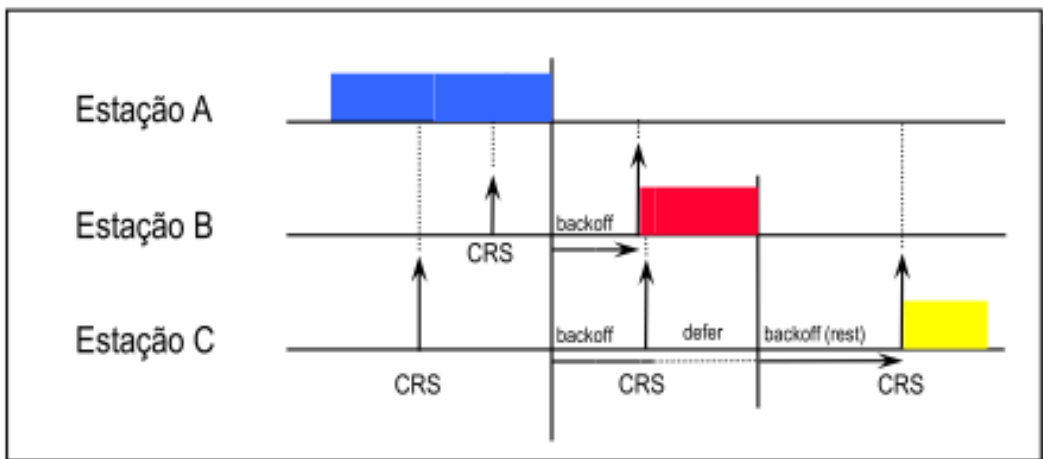 Estação A
Estação B
backoff
CRS
Estação C
backoff
defer
backoff (rest)
CRS
CRS
CRS